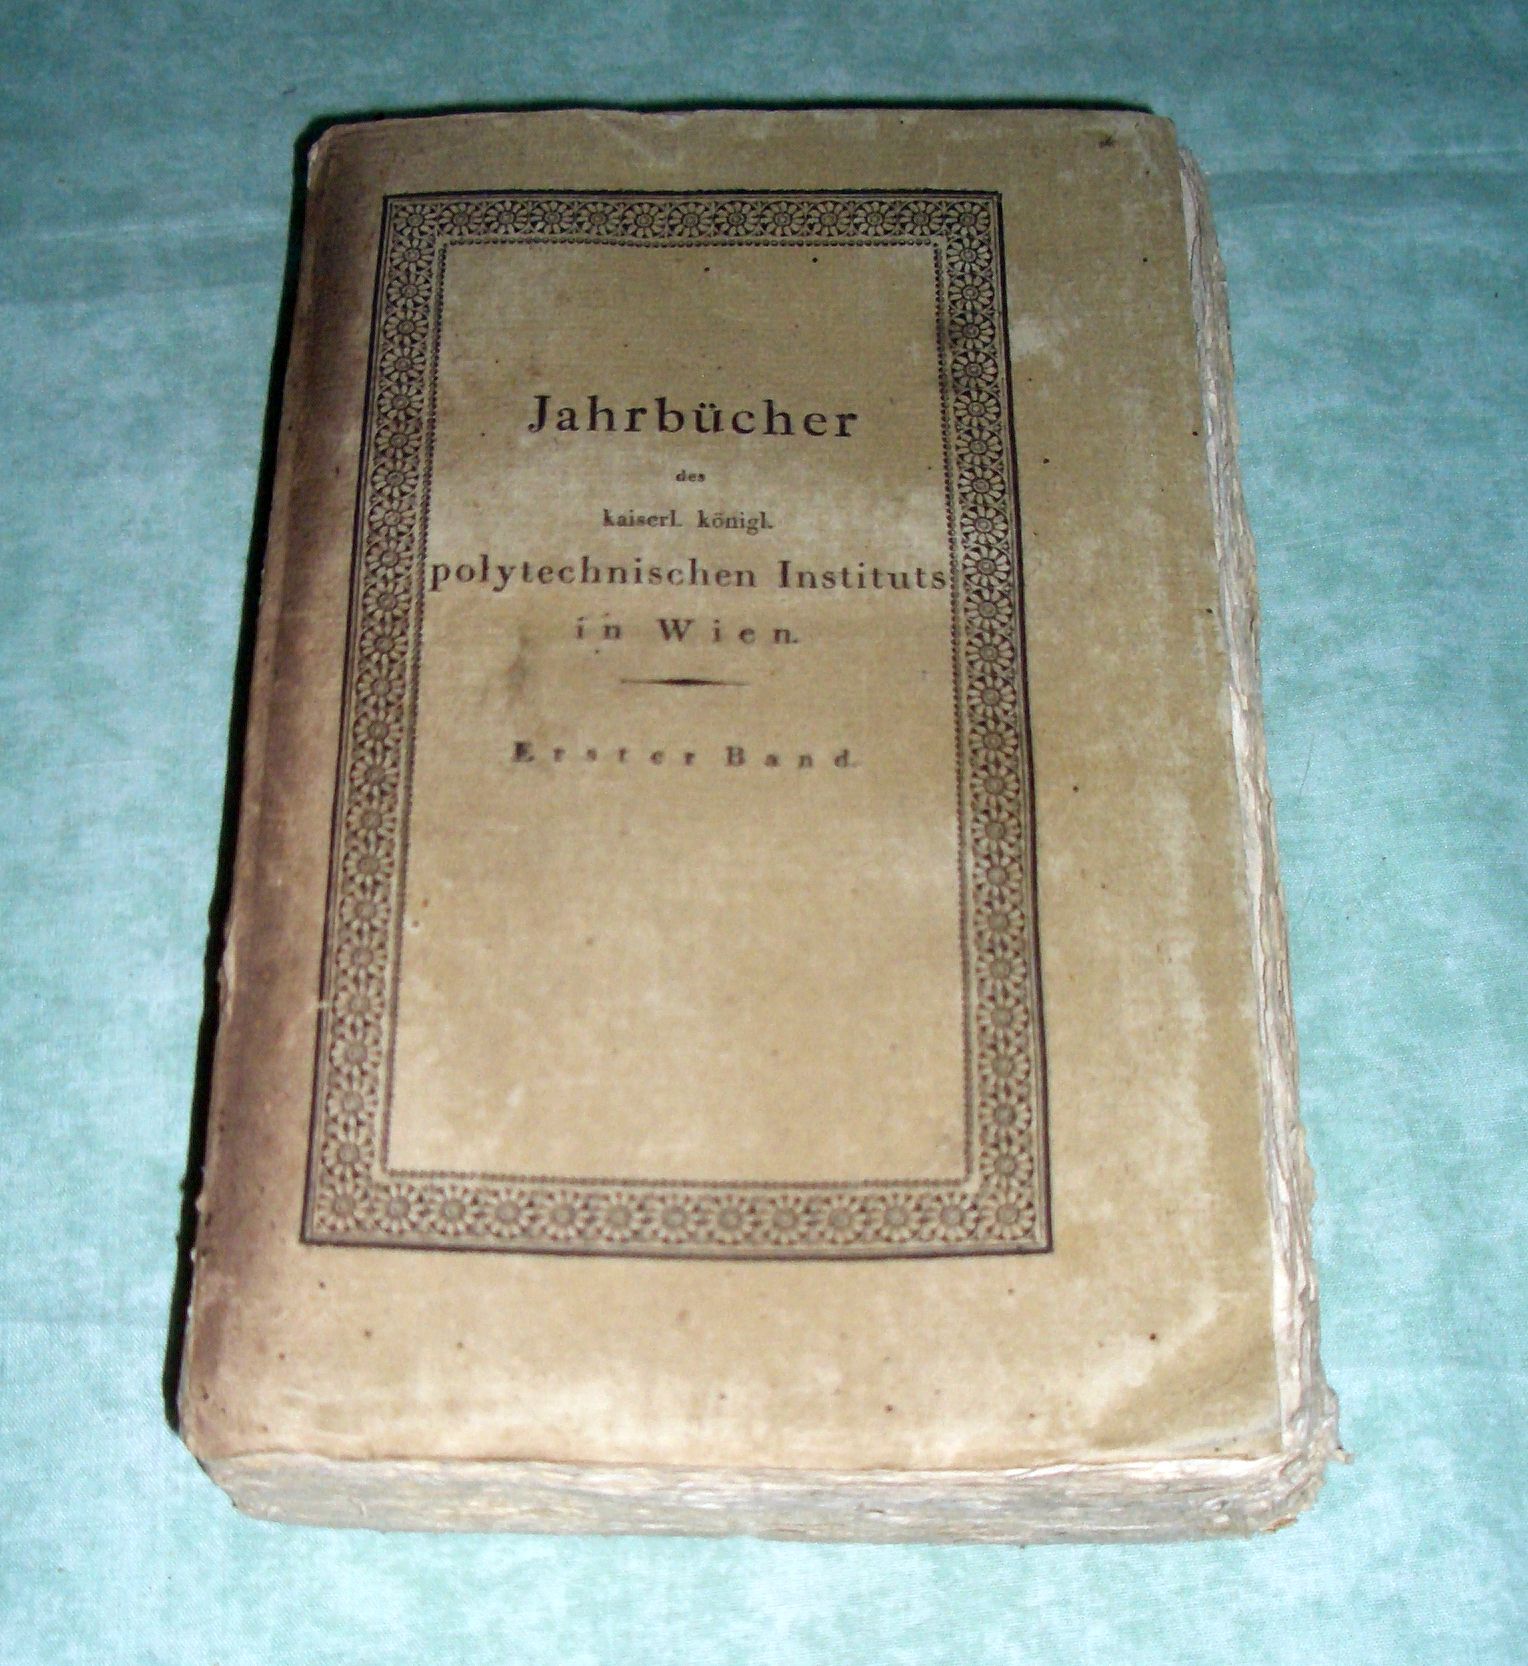 Jahrbücher
des
kaiserl. königl.
polytechnischen Instituts
in Wien.
Erster Band.